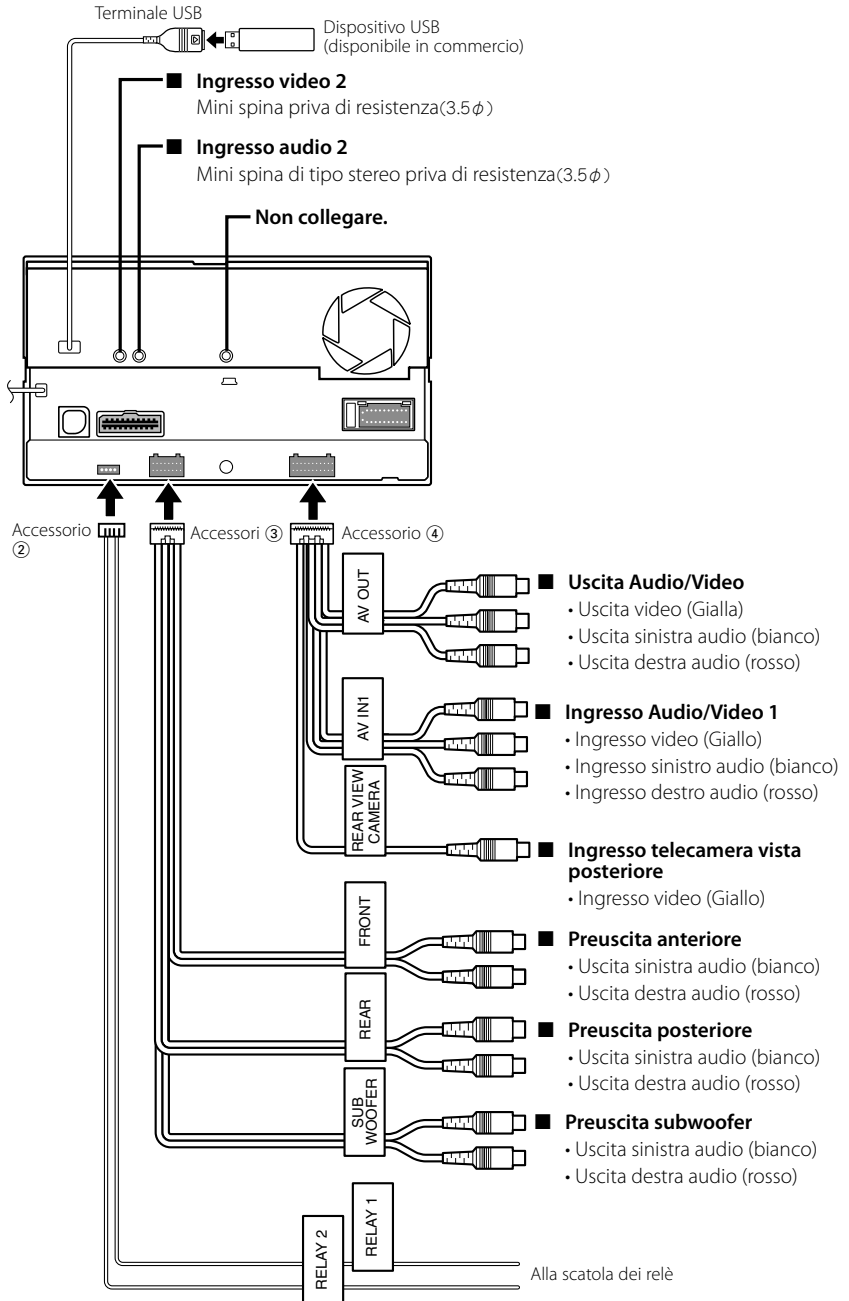 Terminale USB
Dispositivo USB
(disponibile in commercio)
■ Ingresso video 2
Mini spina priva di resistenza(3.5φ)
■ Ingresso audio 2
Mini spina di tipo stereo priva di resistenza(3.5φ)
Non collegare.
Accessorio
②
Accessori ③
Accessorio ④
AV OUT
■ Uscita Audio/Video
• Uscita video (Gialla)
• Uscita sinistra audio (bianco)
• Uscita destra audio (rosso)
AV IN1
■ Ingresso Audio/Video 1
• Ingresso video (Giallo)
• Ingresso sinistro audio (bianco)
• Ingresso destro audio (rosso)
REAR VIEW
CAMERA
■ Ingresso telecamera vista
posteriore
• Ingresso video (Giallo)
FRONT
■ Preuscita anteriore
• Uscita sinistra audio (bianco)
• Uscita destra audio (rosso)
REAR
■ Preuscita posteriore
• Uscita sinistra audio (bianco)
• Uscita destra audio (rosso)
SUB
WOOFER
■ Preuscita subwoofer
• Uscita sinistra audio (bianco)
• Uscita destra audio (rosso)
RELAY 1
RELAY 2
Alla scatola dei relè